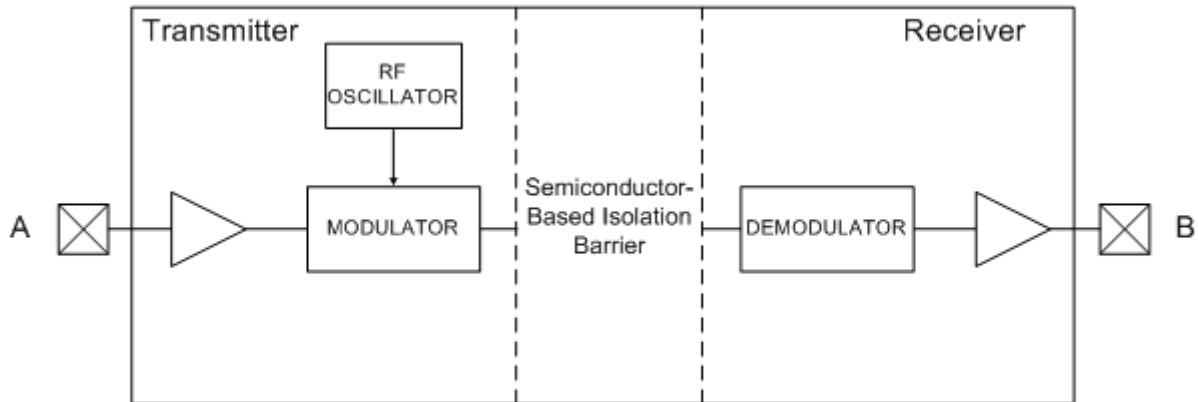 Transmitter
Receiver
RF
OSCILLATOR
A
MODULATOR
Semiconductor-
Based Isolation
Barrier
DEMODULATOR
B